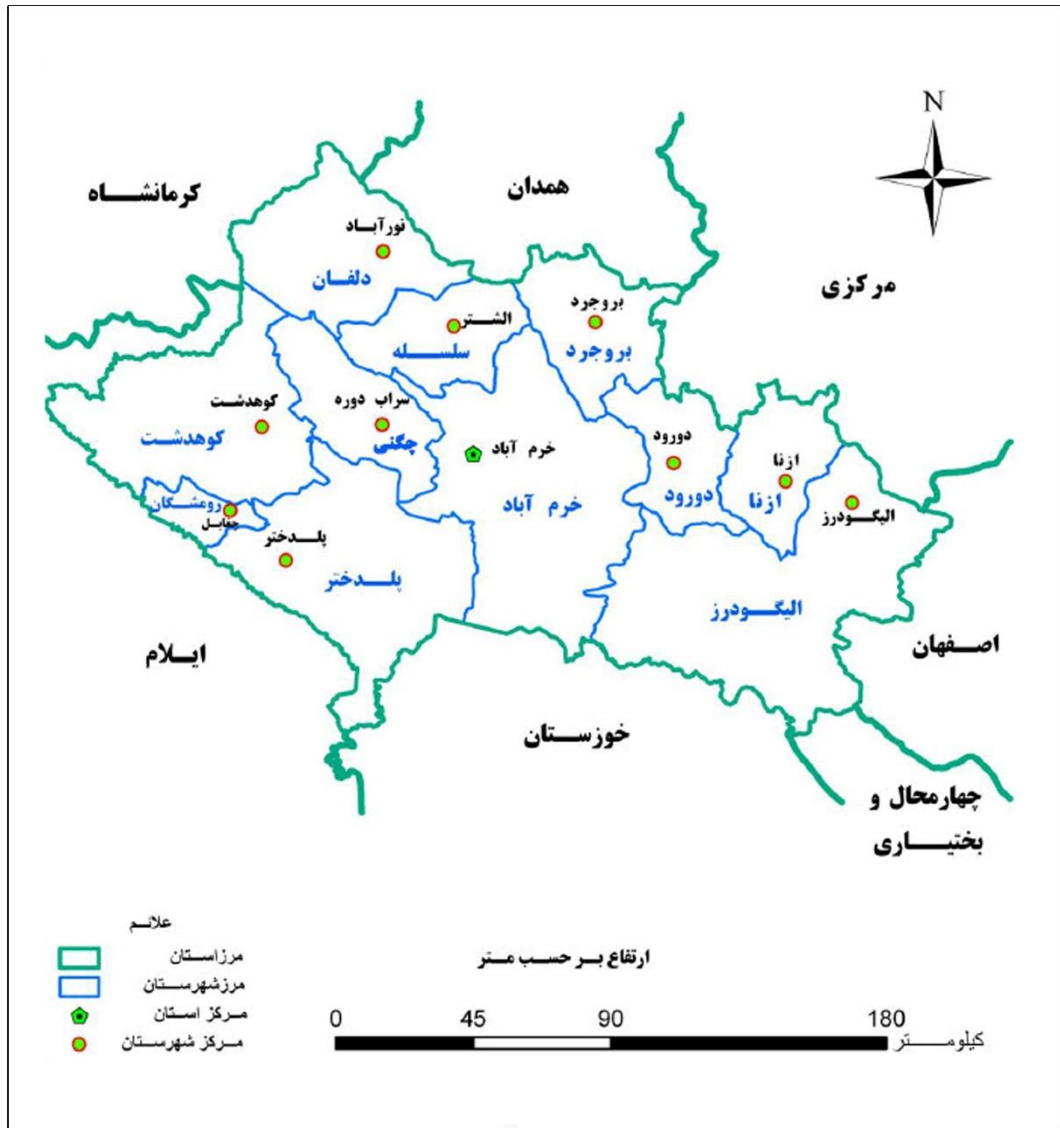 N
کرمانشاه
همدان
مرکزی
نورآباد
دلفان
الشتر
سلسله
بروجرد
بروجرد
کوهدشت
کوهدشت
سراب دوره
چگنی
خرم آباد
خرم آباد
دورود
دورود
ازنا
ازنا
الیگودرز
الیگودرز
رومشکان
چغابل
پلدختر
پلدختر
ایلام
اصفهان
خوزستان
چهارمحال و
بختیاری
علائم
مرزاستان
مرزشهرستان
مرکز استان
مرکز شهرستان
ارتفاع بر حسب متر
0 45 90 180
کیلومتر